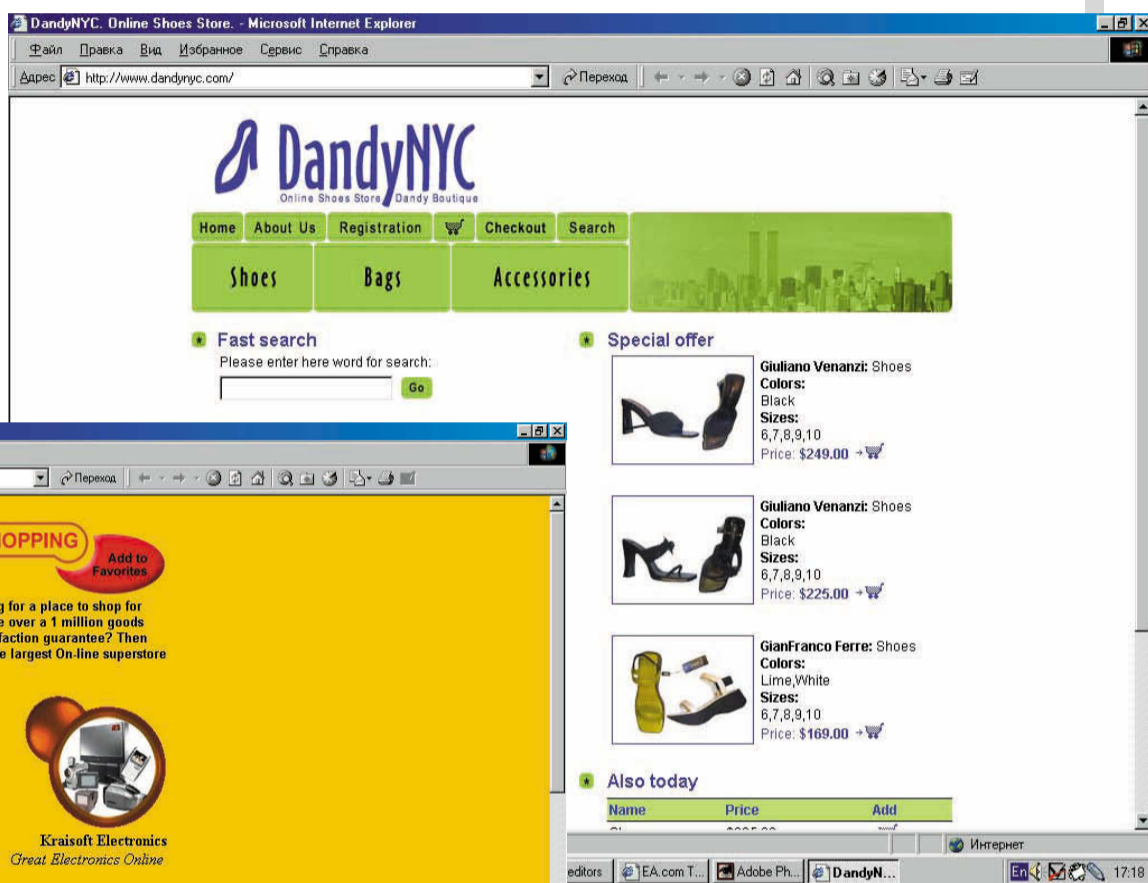 DandyNYC. Online Shoes Store. - Microsoft Internet Explorer
Файл Правка Вид Избранное Сервис Справка
Адрес http://www.dandynyc.com/ Переход
DandyNYC
Online Shoes Store / Dandy Boutique
Home About Us Registration Checkout Search
Shoes Bags Accessories
Fast search
Please enter here word for search:
Go
Special offer
Giuliano Venanzi: Shoes
Colors:
Black
Sizes:
6,7,8,9,10
Price: $249.00
Giuliano Venanzi: Shoes
Colors:
Black
Sizes:
6,7,8,9,10
Price: $225.00
GianFranco Ferre: Shoes
Colors:
Lime,White
Sizes:
6,7,8,9,10
Price: $169.00
Also today
Name Price Add
Интернет
editors EA.com T... Adobe Ph... DandyN... En 17:18
Переход
HOPPING
Add to
Favorites
g for a place to shop for
e over a 1 million goods
faction guarantee? Then
e largest On-line superstore
Kraisoft Electronics
Great Electronics Online